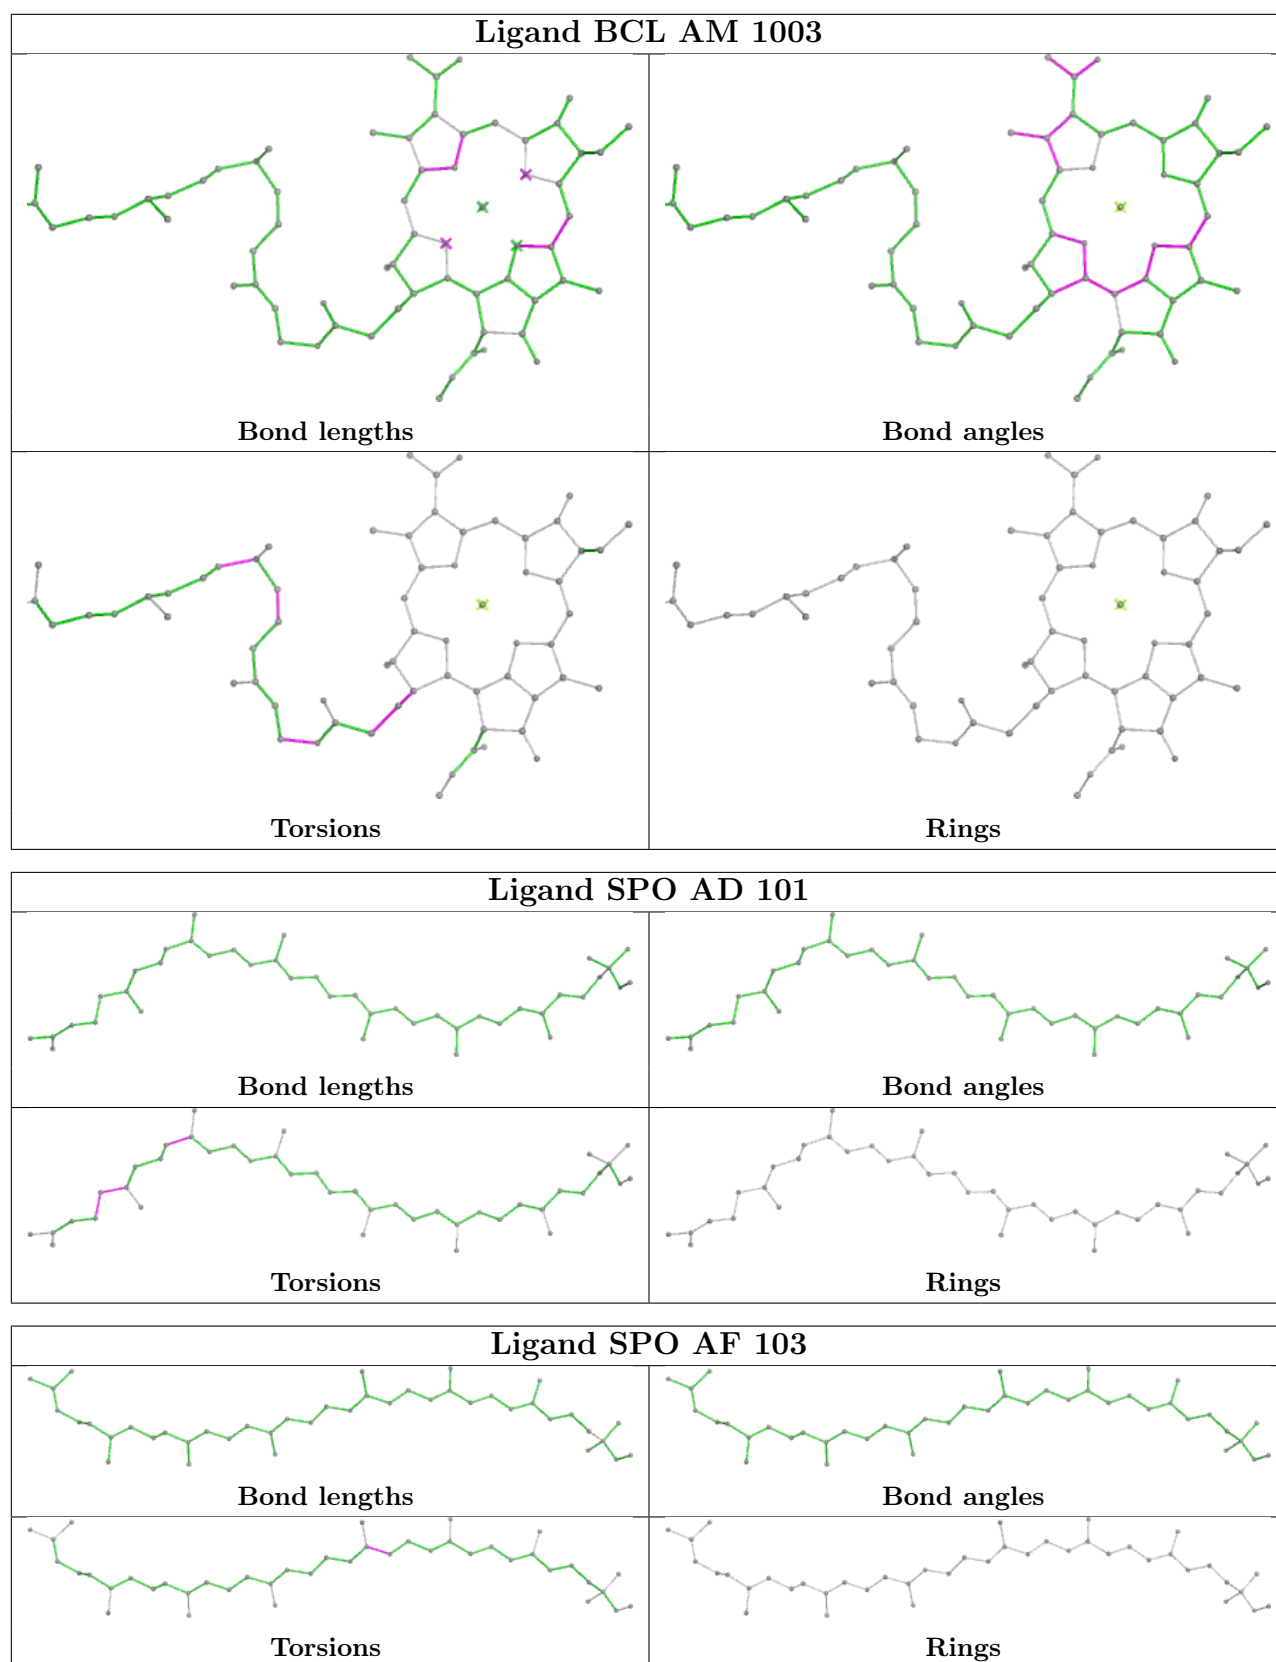 Ligand BCL AM 1003
Bond lengths
Bond angles
Torsions
Rings
Ligand SPO AD 101
Bond lengths
Bond angles
Torsions
Rings
Ligand SPO AF 103
Bond lengths
Bond angles
Torsions
Rings